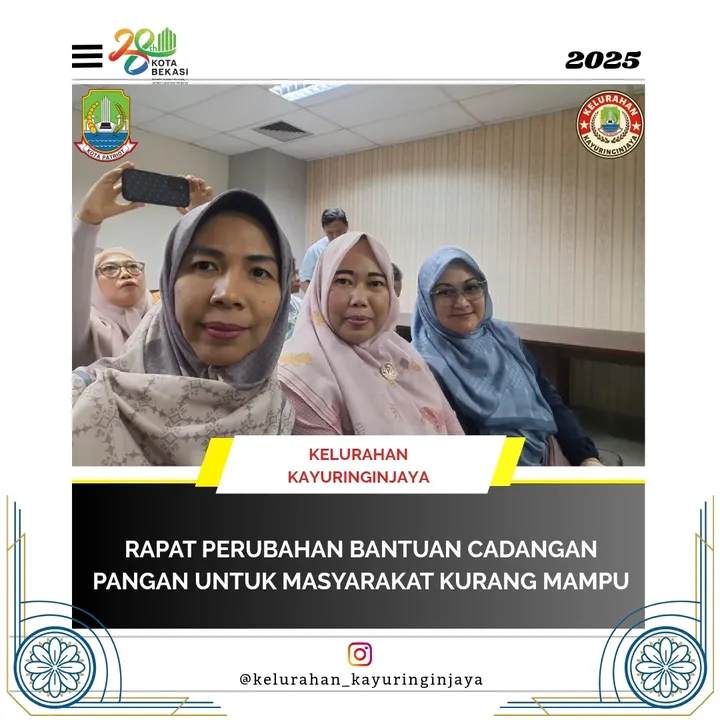 28th
KOTA
BEKASI
2025
KOTA PATRIOT
KELURAHAN
KAYURINGINJAYA
KELURAHAN
KAYURINGINJAYA
RAPAT PERUBAHAN BANTUAN CADANGAN
PANGAN UNTUK MASYARAKAT KURANG MAMPU
@kelurahan_kayuringinjaya